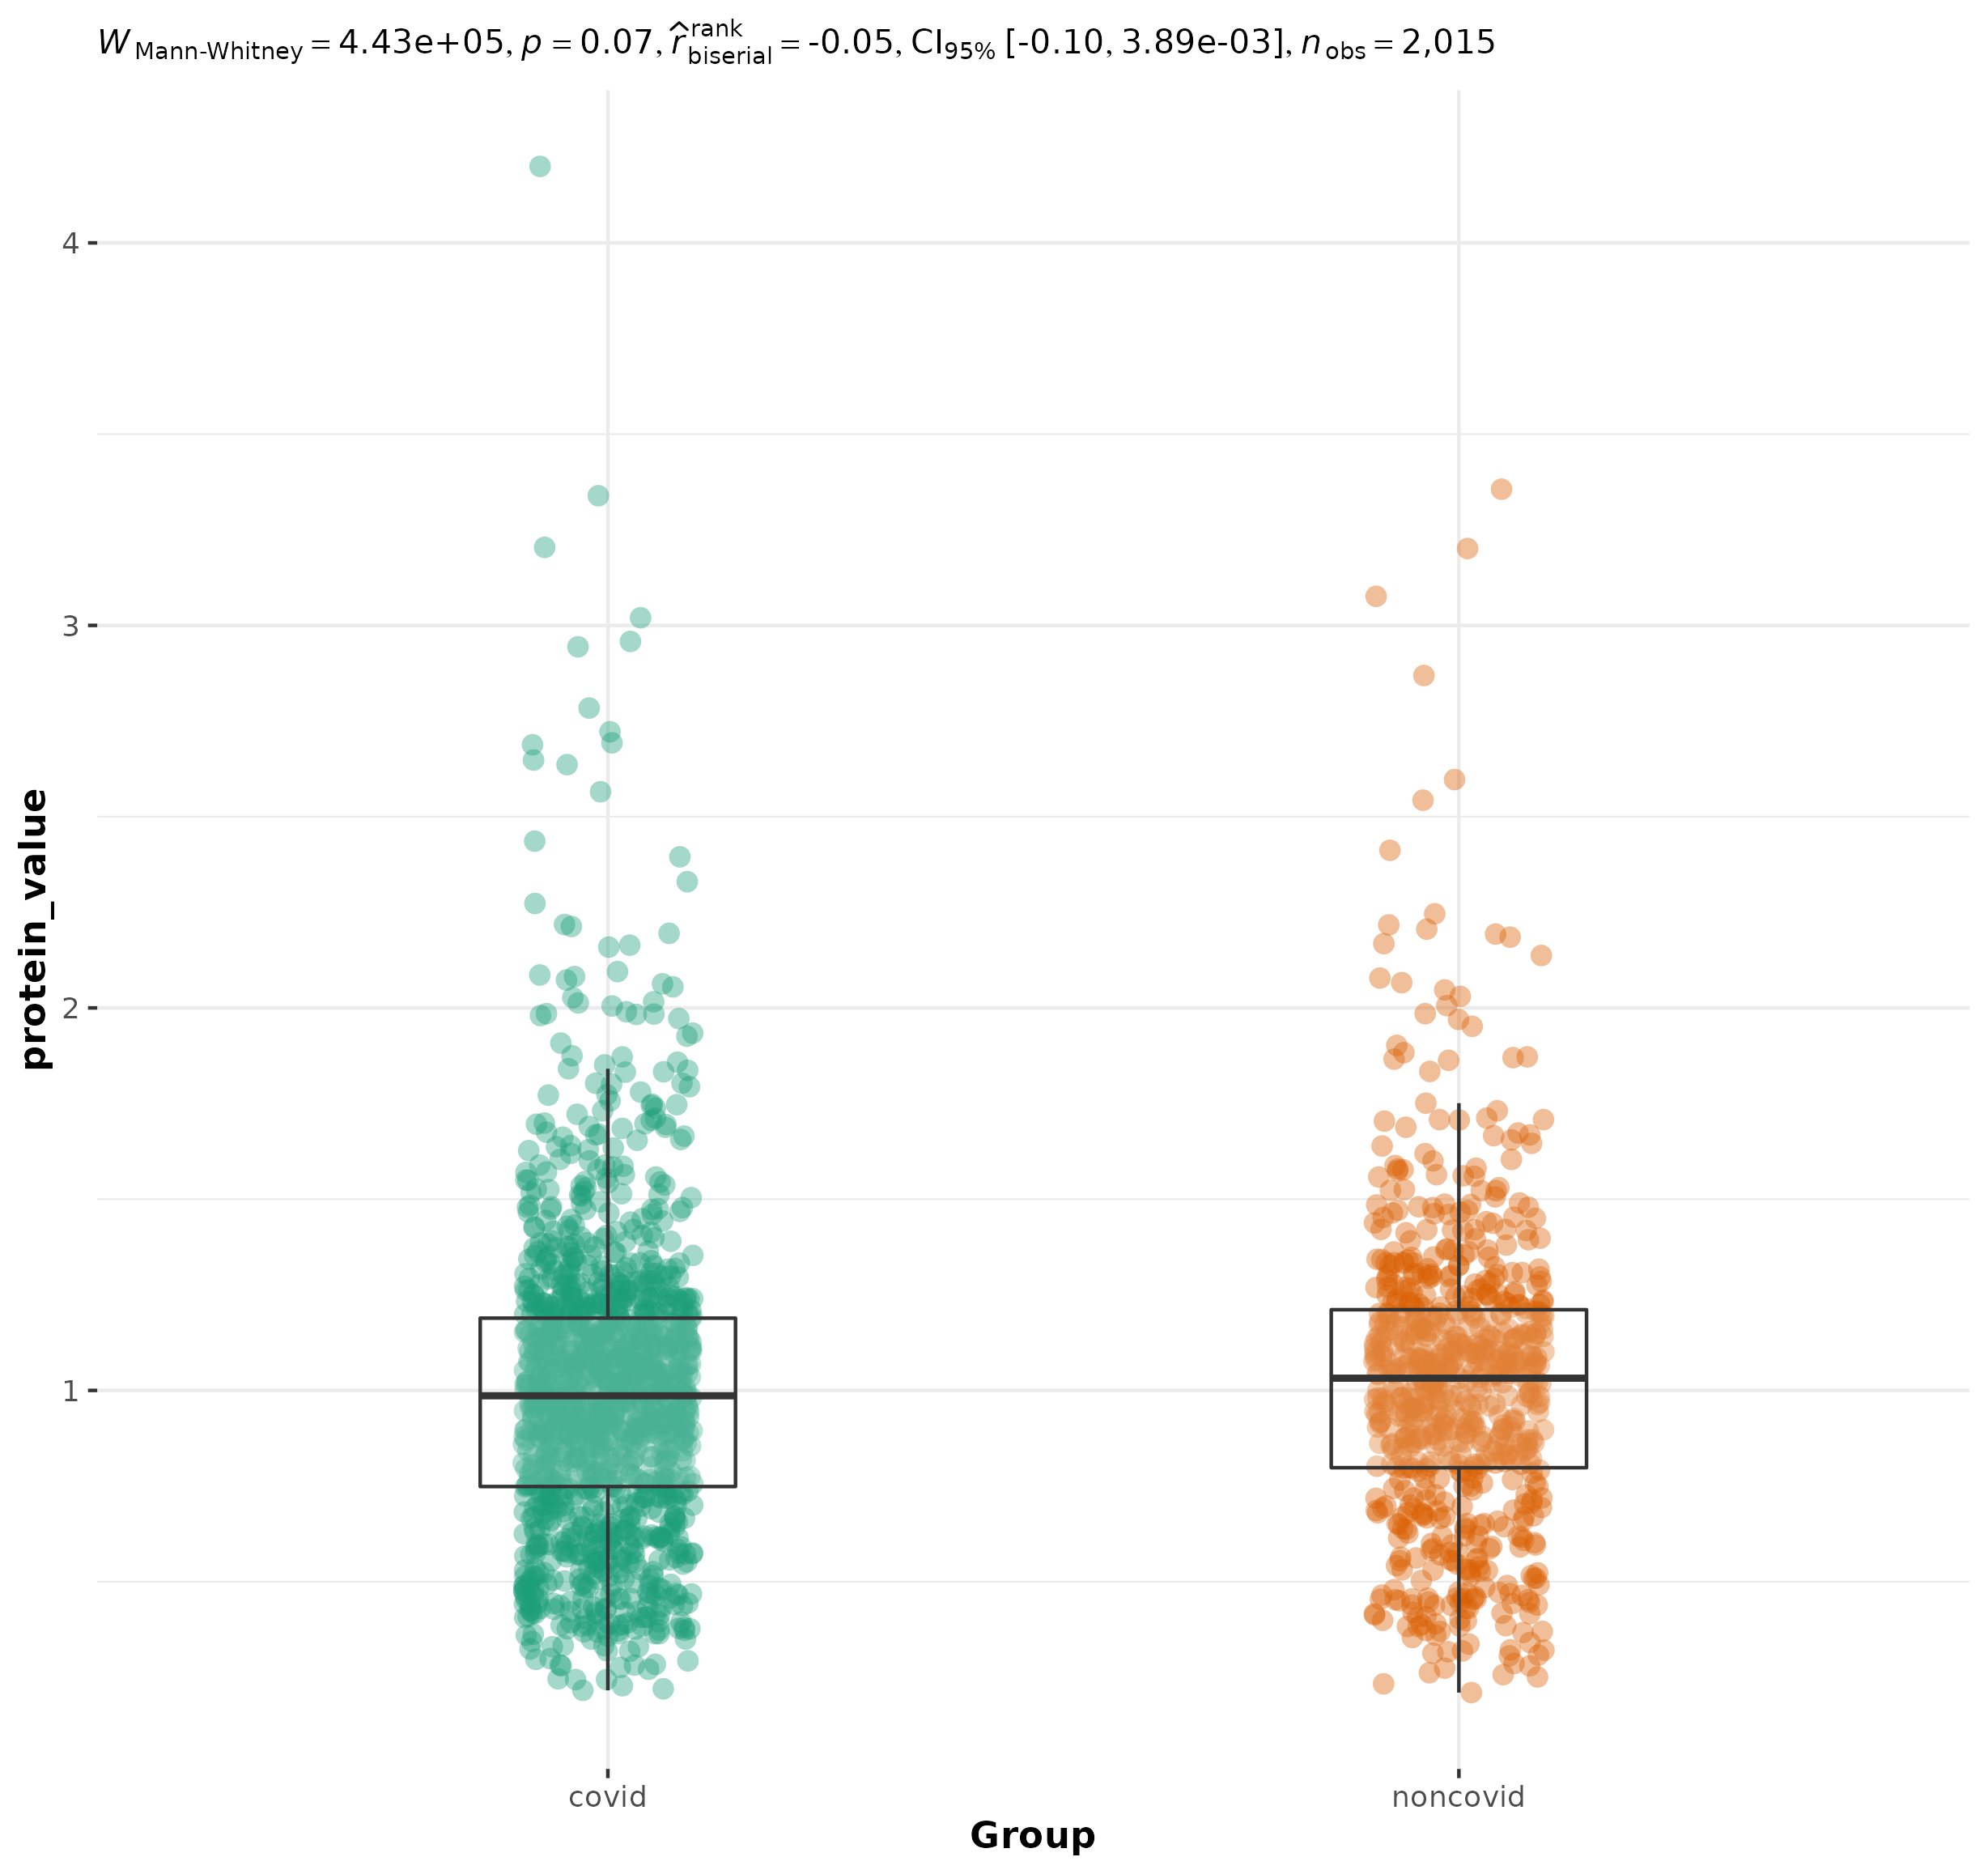 W Mann-Whitney = 4.43e+05, p = 0.07, r̂ rank biserial = -0.05, CI95% [-0.10, 3.89e-03], n obs = 2,015
4
3
2
1
protein_value
covid noncovid
Group